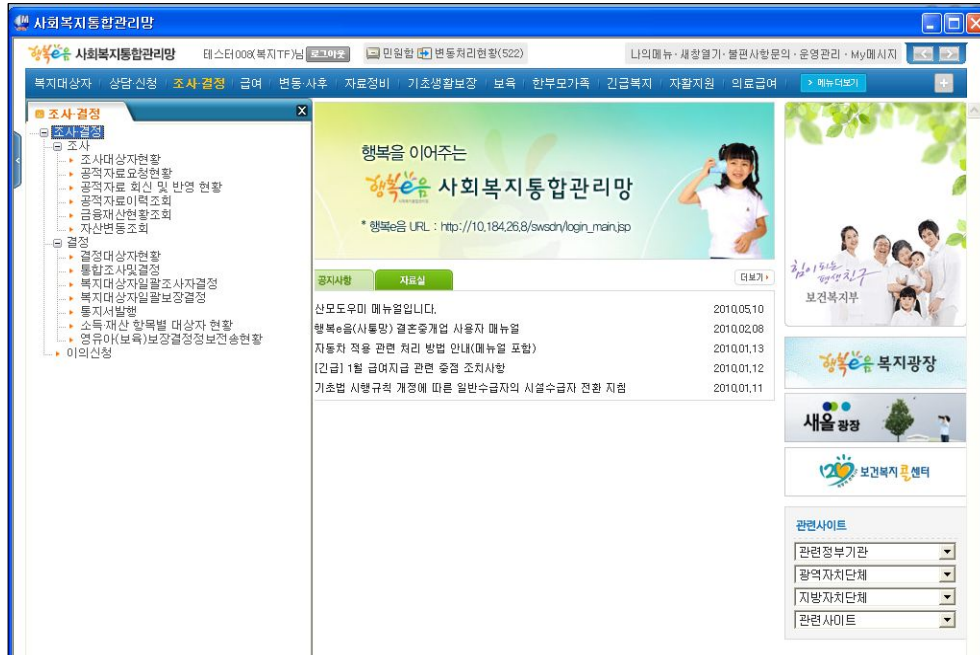 사회복지통합관리망
행복e음 사회복지통합관리망 테스터008(복지TF)님 로그아웃 민원함 변동처리현황(522) 나의메뉴·새창열기·불편사항문의·운영관리·My메시지
복지대상자 상담·신청 조사·결정 급여 변동·사후 자료정비 기초생활보장 보육 한부모가족 긴급복지 자활지원 의료급여 > 메뉴더보기 +
조사·결정
조사·결정
조사
조사대상자현황
공적자료요청현황
공적자료 회신 및 반영 현황
공적자료이력조회
금융재산현황조회
자산변동조회
결정
결정대상자현황
통합조사및결정
복지대상자일괄조사자결정
복지대상자일괄보장결정
통지서발행
소득·재산 항목별 대상자 현황
영유아(보육)보장결정정보전송현황
이의신청
행복을 이어주는
행복e음 사회복지통합관리망
* 행복e음 URL : http://10.184.26.8/swsdn/login_main.jsp
공지사항 자료실 더보기
산모도우미 메뉴얼입니다. 2010.05.10
행복e음(사통망) 결혼중개업 사용자 매뉴얼 2010.02.08
자동차 적용 관련 처리 방법 안내(메뉴얼 포함) 2010.01.13
[긴급] 1월 급여지급 관련 중점 조치사항 2010.01.12
기초법 시행규칙 개정에 따른 일반수급자의 시설수급자 전환 지침 2010.01.11
힘이 되는
평생친구
보건복지부
행복e음 복지광장
새올 광장
129 보건복지콜센터
관련사이트
관련정부기관
광역자치단체
지방자치단체
관련사이트